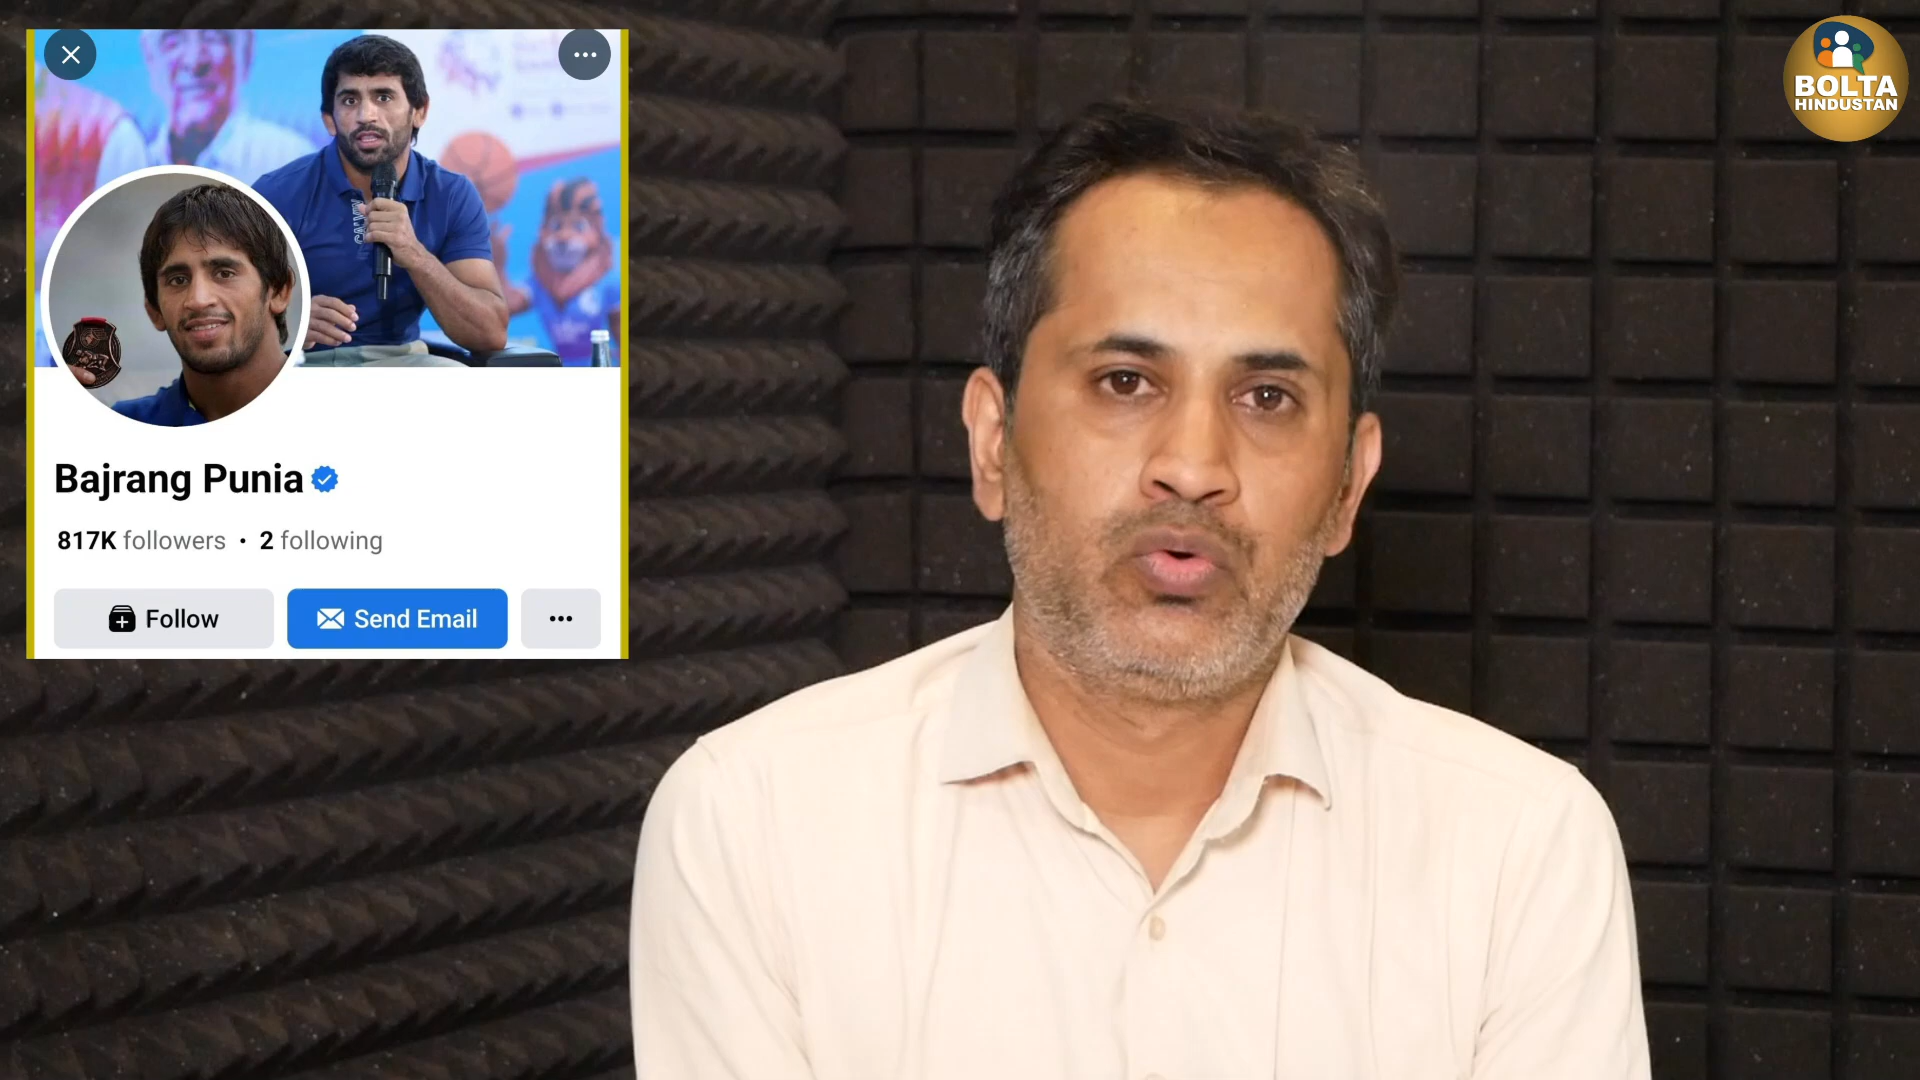 Bajrang Punia
817K followers • 2 following
Follow
Send Email
BOLTA
HINDUSTAN